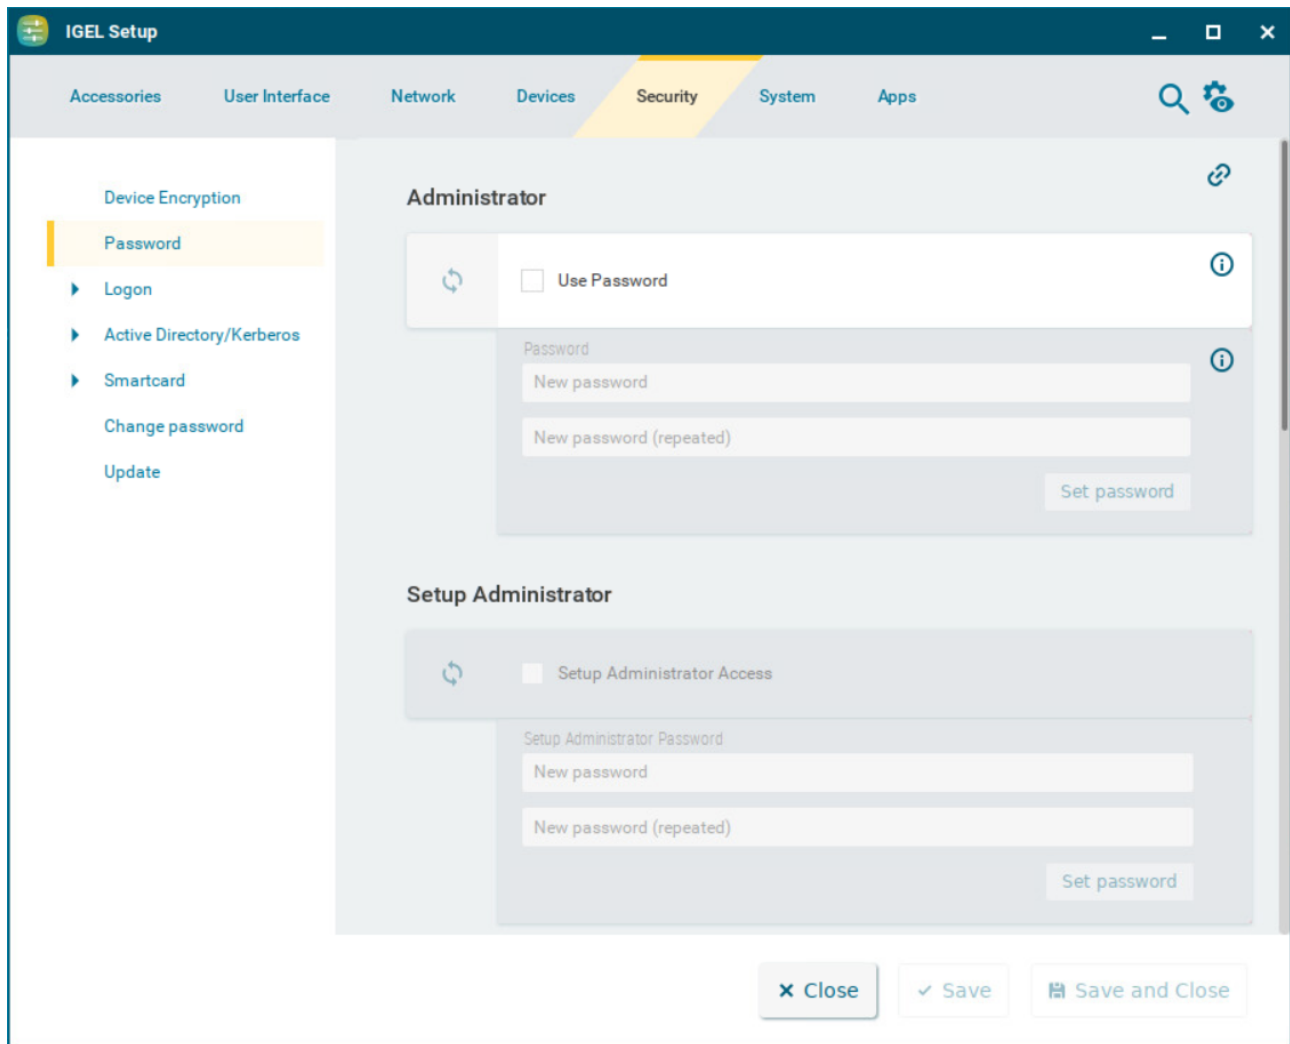 IGEL Setup
Accessories User Interface Network Devices Security System Apps
Device Encryption
Password
Logon
Active Directory/Kerberos
Smartcard
Change password
Update
Administrator
Use Password
Password
New password
New password (repeated)
Set password
Setup Administrator
Setup Administrator Access
Setup Administrator Password
New password
New password (repeated)
Set password
Close Save Save and Close